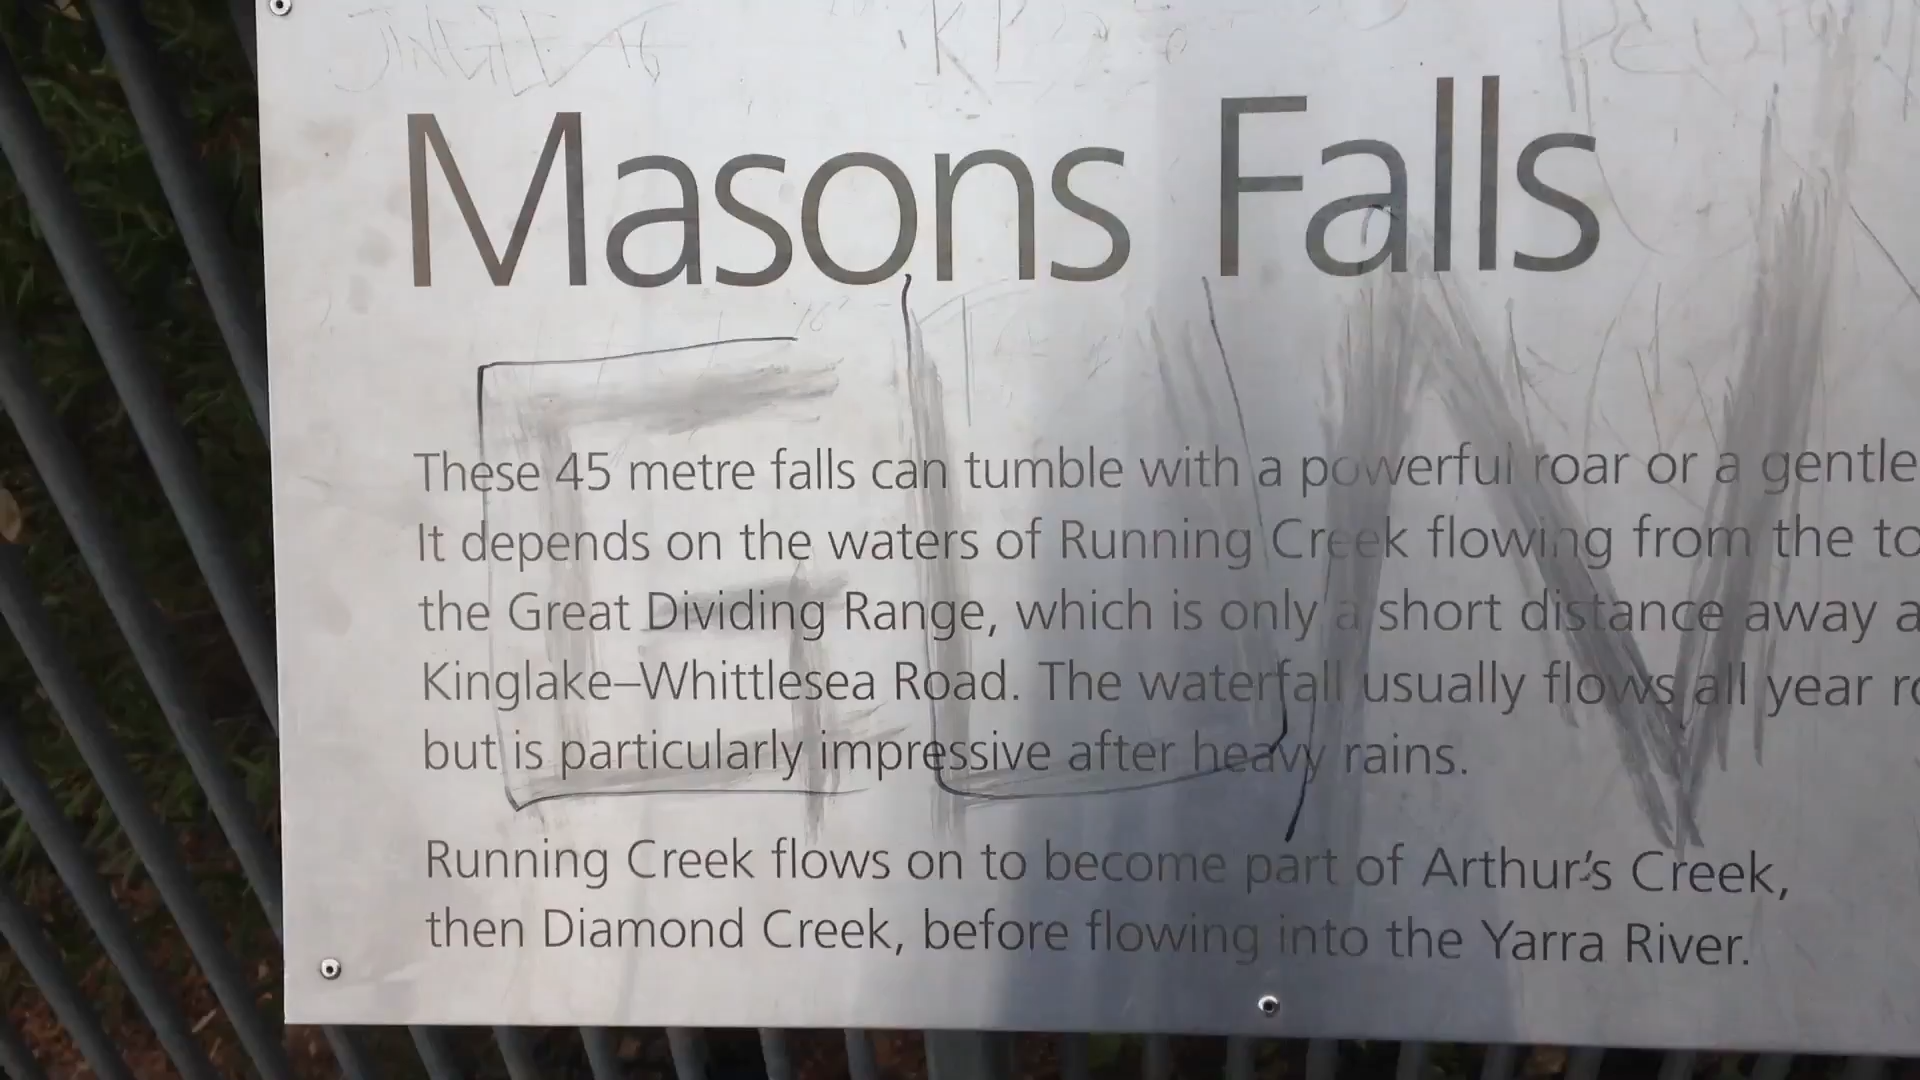 Masons Falls
These 45 metre falls can tumble with a powerful roar or a gentle
It depends on the waters of Running Creek flowing from the to
the Great Dividing Range, which is only a short distance away a
Kinglake–Whittlesea Road. The waterfall usually flows all year ro
but is particularly impressive after heavy rains.
Running Creek flows on to become part of Arthur's Creek,
then Diamond Creek, before flowing into the Yarra River.